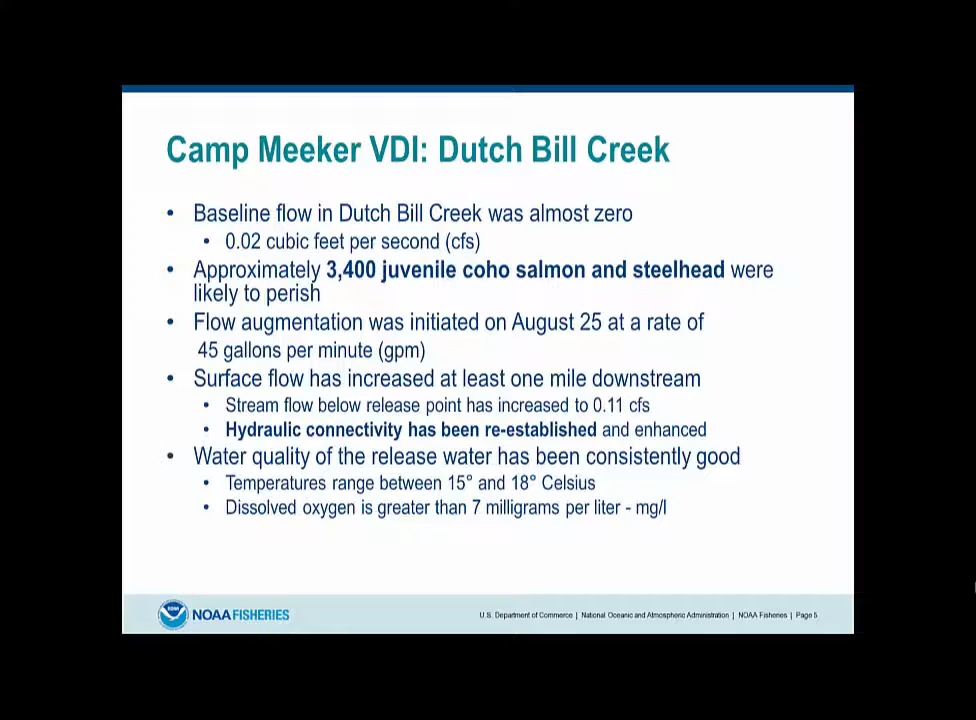 Camp Meeker VDI: Dutch Bill Creek
• Baseline flow in Dutch Bill Creek was almost zero
• 0.02 cubic feet per second (cfs)
• Approximately 3,400 juvenile coho salmon and steelhead were
likely to perish
• Flow augmentation was initiated on August 25 at a rate of
45 gallons per minute (gpm)
• Surface flow has increased at least one mile downstream
• Stream flow below release point has increased to 0.11 cfs
• Hydraulic connectivity has been re-established and enhanced
• Water quality of the release water has been consistently good
• Temperatures range between 15° and 18° Celsius
• Dissolved oxygen is greater than 7 milligrams per liter - mg/l
NOAA
NOAA FISHERIES
U.S. Department of Commerce | National Oceanic and Atmospheric Administration | NOAA Fisheries | Page 5